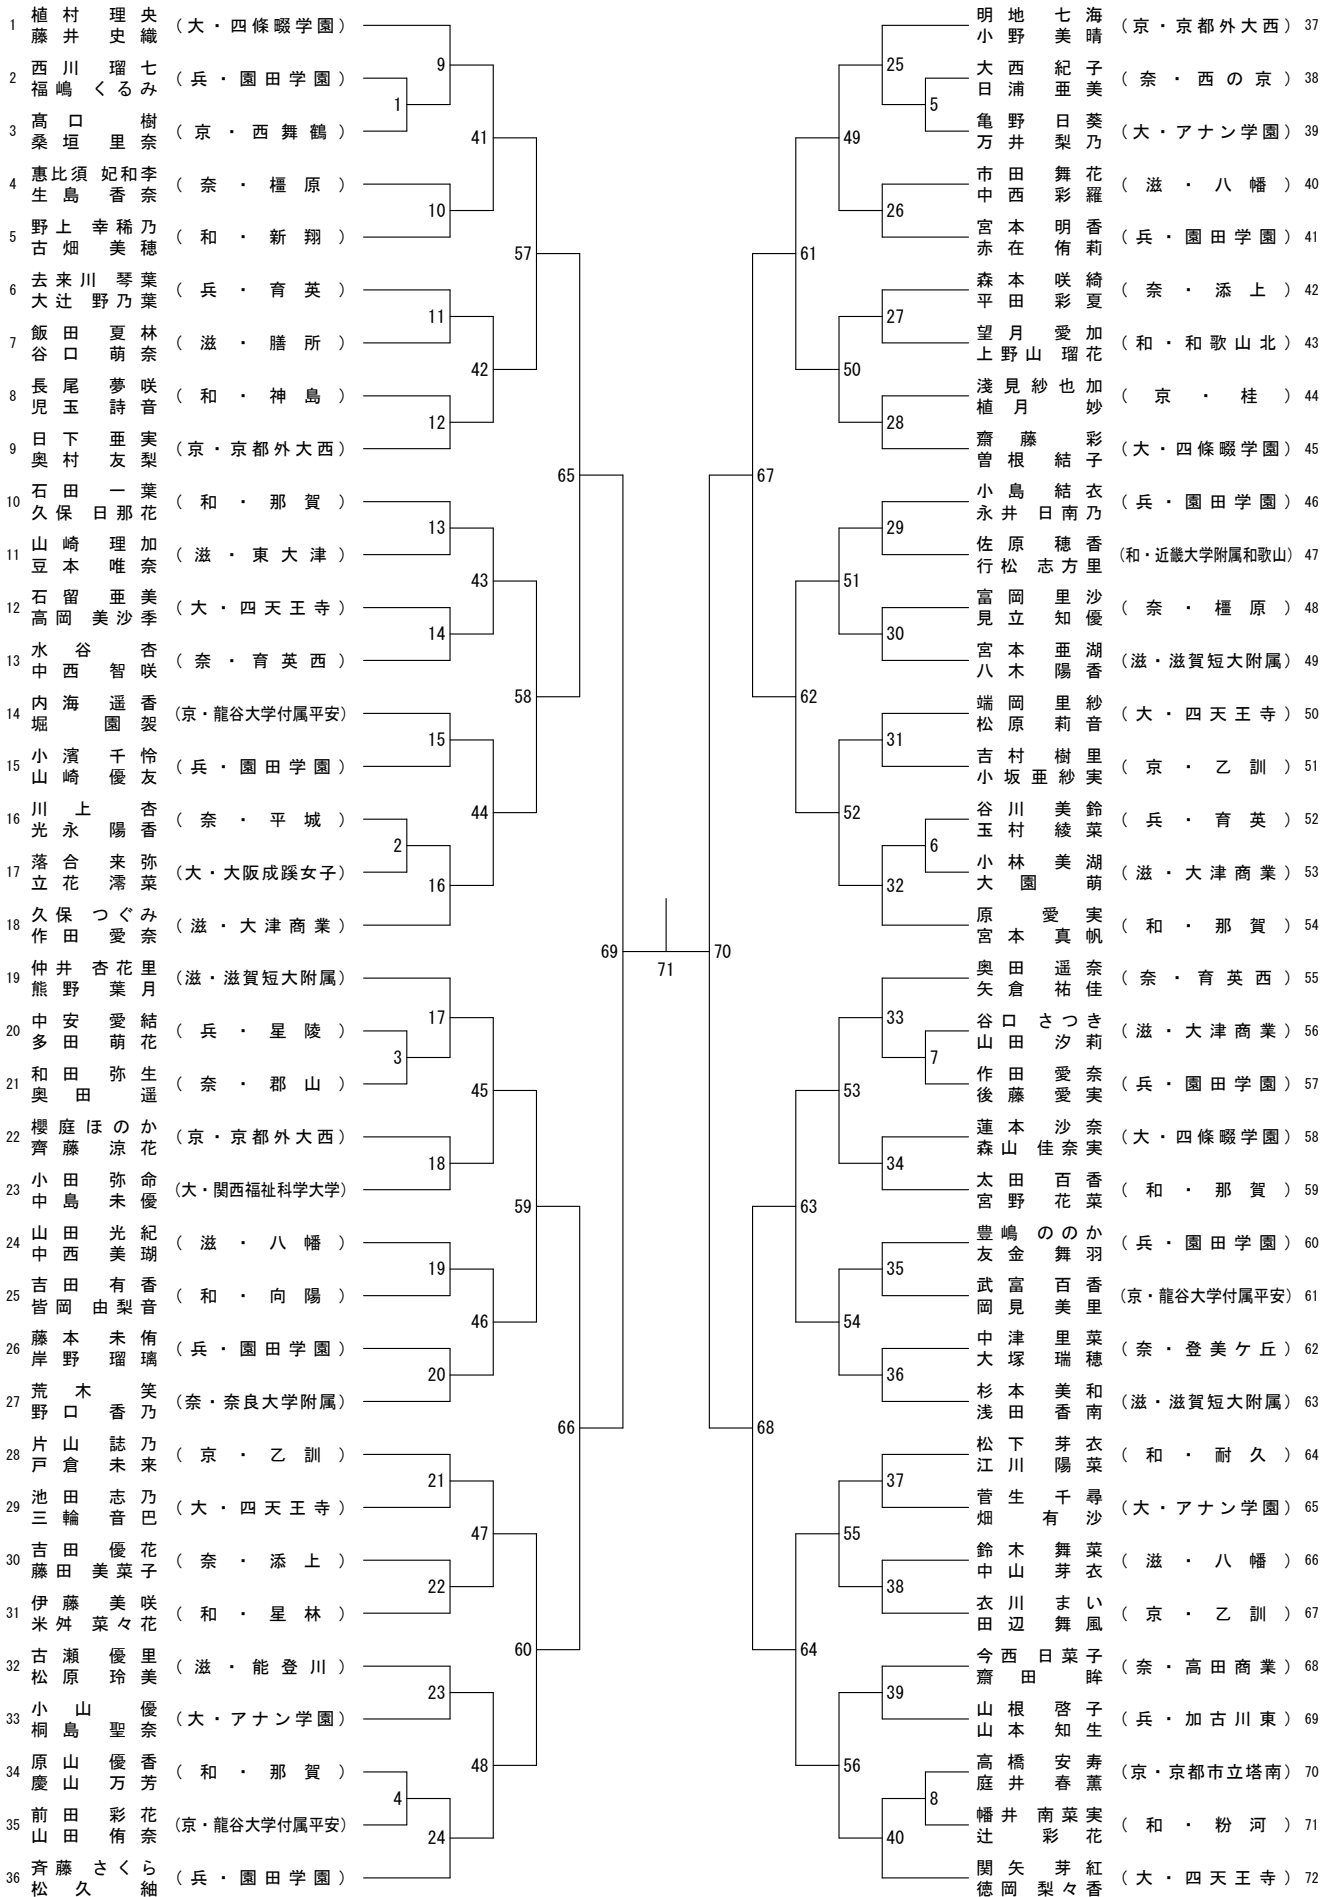 1 植村 理央 (大・四條畷学園)
藤井 史織
2 西川 瑠七 (兵・園田学園)
福嶋 くるみ
3 髙口 樹 (京・西舞鶴)
桑垣 里奈
4 恵比須 妃和李 (奈・橿原)
生島 香奈
5 野上 幸稀乃 (和・新翔)
古畑 美穂
6 去来川 琴葉 (兵・育英)
大辻 野乃葉
7 飯田 夏林 (滋・膳所)
谷口 萌奈
8 長尾 夢咲 (和・神島)
児玉 詩音
9 日下 亜実 (京・京都外大西)
奥村 友梨
10 石田 一葉 (和・那賀)
久保 日那花
11 山崎 理加 (滋・東大津)
豆本 唯奈
12 石留 亜美 (大・四天王寺)
高岡 美沙季
13 水谷 杏 (奈・育英西)
中西 智咲
14 内海 遥香 (京・龍谷大学付属平安)
堀 園袈
15 小濱 千怜 (兵・園田学園)
山崎 優友
16 川上 杏 (奈・平城)
光永 陽香
17 落合 来弥 (大・大阪成蹊女子)
立花 澪菜
18 久保 つぐみ (滋・大津商業)
作田 愛奈
19 仲井 杏花里 (滋・滋賀短大附属)
熊野 葉月
20 中安 愛結 (兵・星陵)
多田 萌花
21 和田 弥生 (奈・郡山)
奥田 遥
22 櫻庭 ほのか (京・京都外大西)
齊藤 涼花
23 小田 弥命 (大・関西福祉科学大学)
中島 未優
24 山田 光紀 (滋・八幡)
中西 美瑚
25 吉田 有香 (和・向陽)
皆岡 由梨音
26 藤本 未侑 (兵・園田学園)
岸野 瑠璃
27 荒木 笑 (奈・奈良大学附属)
野口 香乃
28 片山 誌乃 (京・乙訓)
戸倉 未来
29 池田 志乃 (大・四天王寺)
三輪 音巴
30 吉田 優花 (奈・添上)
藤田 美菜子
31 伊藤 美咲 (和・星林)
米舛 菜々花
32 古瀬 優里 (滋・能登川)
松原 玲美
33 小山 優 (大・アナン学園)
桐島 聖奈
34 原山 優香 (和・那賀)
慶山 万芳
35 前田 彩花 (京・龍谷大学付属平安)
山田 侑奈
36 斉藤 さくら (兵・園田学園)
松久 紬
1
2
3
4
9
10
11
12
13
14
15
16
17
18
19
20
21
22
23
24
41
42
43
44
45
46
47
48
57
58
59
60
65
66
69
71
70
67
68
61
62
63
64
49
50
51
52
53
54
55
56
25
26
27
28
29
30
31
32
33
34
35
36
37
38
39
40
5
6
7
8
明地 七海 (京・京都外大西) 37
小野 美晴
大西 紀子 (奈・西の京) 38
日浦 亜美
亀野 日葵 (大・アナン学園) 39
万井 梨乃
市田 舞花 (滋・八幡) 40
中西 彩羅
宮本 明香 (兵・園田学園) 41
赤在 侑莉
森本 咲綺 (奈・添上) 42
平田 彩夏
望月 愛加 (和・和歌山北) 43
上野山 瑠花
淺見 紗也加 (京・桂) 44
植月 妙
齋藤 彩 (大・四條畷学園) 45
曽根 結子
小島 結衣 (兵・園田学園) 46
永井 日南乃
佐原 穂香 (和・近畿大学附属和歌山) 47
行松 志方里
富岡 里沙 (奈・橿原) 48
見立 知優
宮本 亜湖 (滋・滋賀短大附属) 49
八木 陽香
端岡 里紗 (大・四天王寺) 50
松原 莉音
吉村 樹里 (京・乙訓) 51
小坂 亜紗実
谷川 美鈴 (兵・育英) 52
玉村 綾菜
小林 美湖 (滋・大津商業) 53
大園 萌
原 愛実 (和・那賀) 54
宮本 真帆
奥田 遥奈 (奈・育英西) 55
矢倉 祐佳
谷口 さつき (滋・大津商業) 56
山田 汐莉
作田 愛奈 (兵・園田学園) 57
後藤 愛実
蓮本 沙奈 (大・四條畷学園) 58
森山 佳奈実
太田 百香 (和・那賀) 59
宮野 花菜
豊嶋 ののか (兵・園田学園) 60
友金 舞羽
武富 百香 (京・龍谷大学付属平安) 61
岡見 美里
中津 里菜 (奈・登美ケ丘) 62
大塚 瑞穂
杉本 美和 (滋・滋賀短大附属) 63
浅田 香南
松下 芽衣 (和・耐久) 64
江川 陽菜
菅生 千尋 (大・アナン学園) 65
畑 有沙
鈴木 舞菜 (滋・八幡) 66
中山 芽衣
衣川 まい (京・乙訓) 67
田辺 舞風
今西 日菜子 (奈・高田商業) 68
齋田 眸
山根 啓子 (兵・加古川東) 69
山本 知生
高橋 安寿 (京・京都市立塔南) 70
庭井 春薫
幡井 南菜実 (和・粉河) 71
辻 彩花
関矢 芽紅 (大・四天王寺) 72
徳岡 梨々香